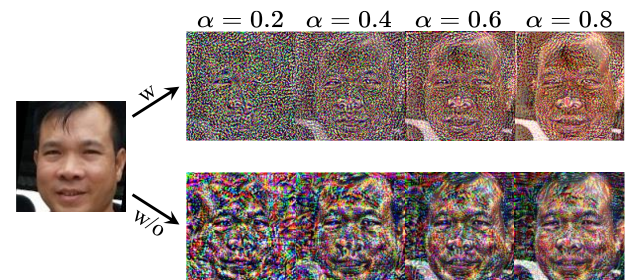 α = 0.2 α = 0.4 α = 0.6 α = 0.8
w
w/o